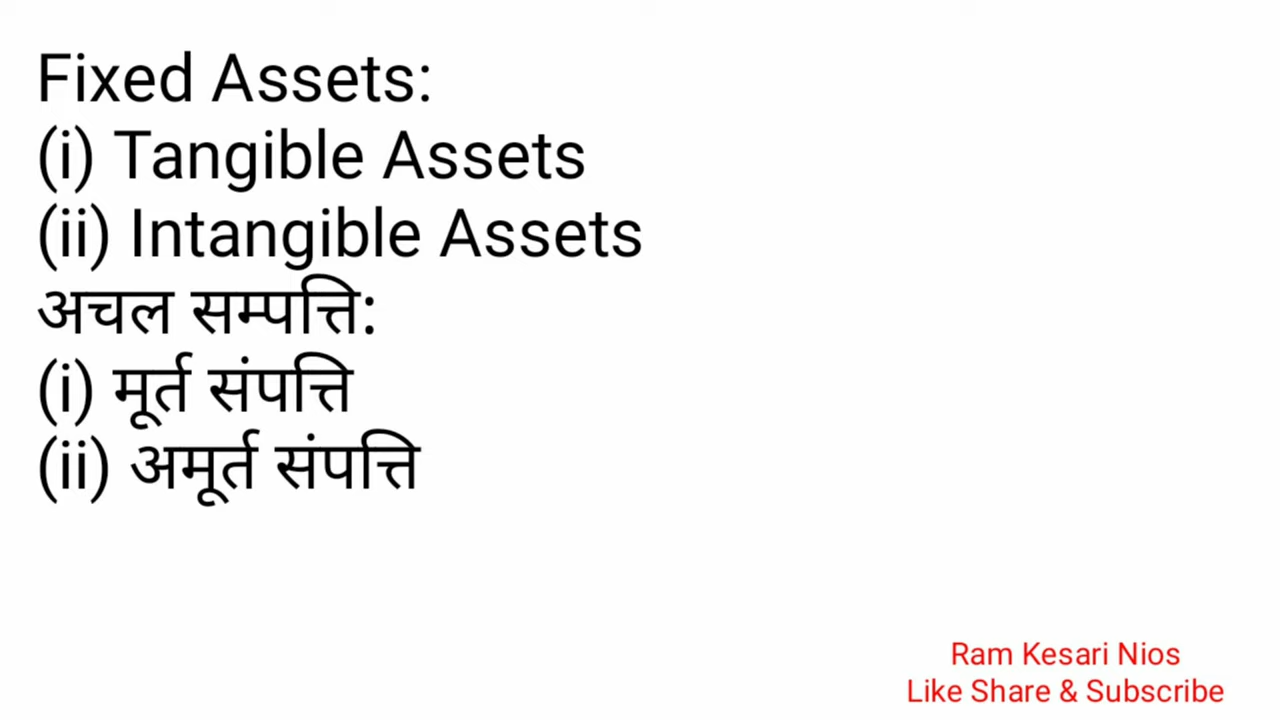 Fixed Assets:
(i) Tangible Assets
(ii) Intangible Assets
अचल सम्पत्ति:
(i) मूर्त संपत्ति
(ii) अमूर्त संपत्ति
Ram Kesari Nios
Like Share & Subscribe